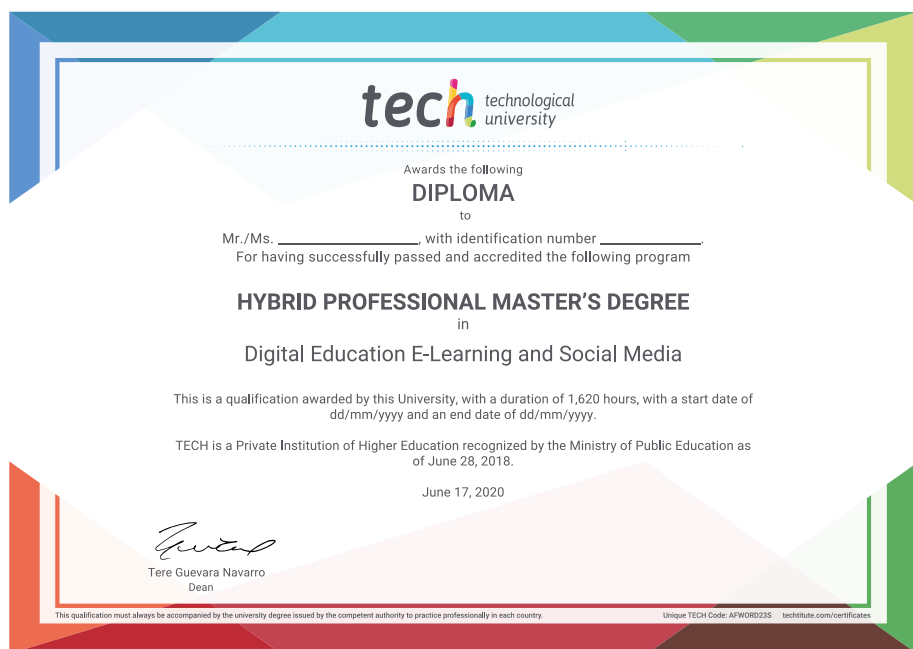 tech technological
university
Awards the following
DIPLOMA
to
Mr./Ms. ____________, with identification number ____________.
For having successfully passed and accredited the following program
HYBRID PROFESSIONAL MASTER’S DEGREE
in
Digital Education E-Learning and Social Media
This is a qualification awarded by this University, with a duration of 1,620 hours, with a start date of
dd/mm/yyyy and an end date of dd/mm/yyyy.
TECH is a Private Institution of Higher Education recognized by the Ministry of Public Education as
of June 28, 2018.
June 17, 2020
Tere Guevara Navarro
Dean
This qualification must always be accompanied by the university degree issued by the competent authority to practice professionally in each country.
Unique TECH Code: AFWORD23S techtitute.com/certificates